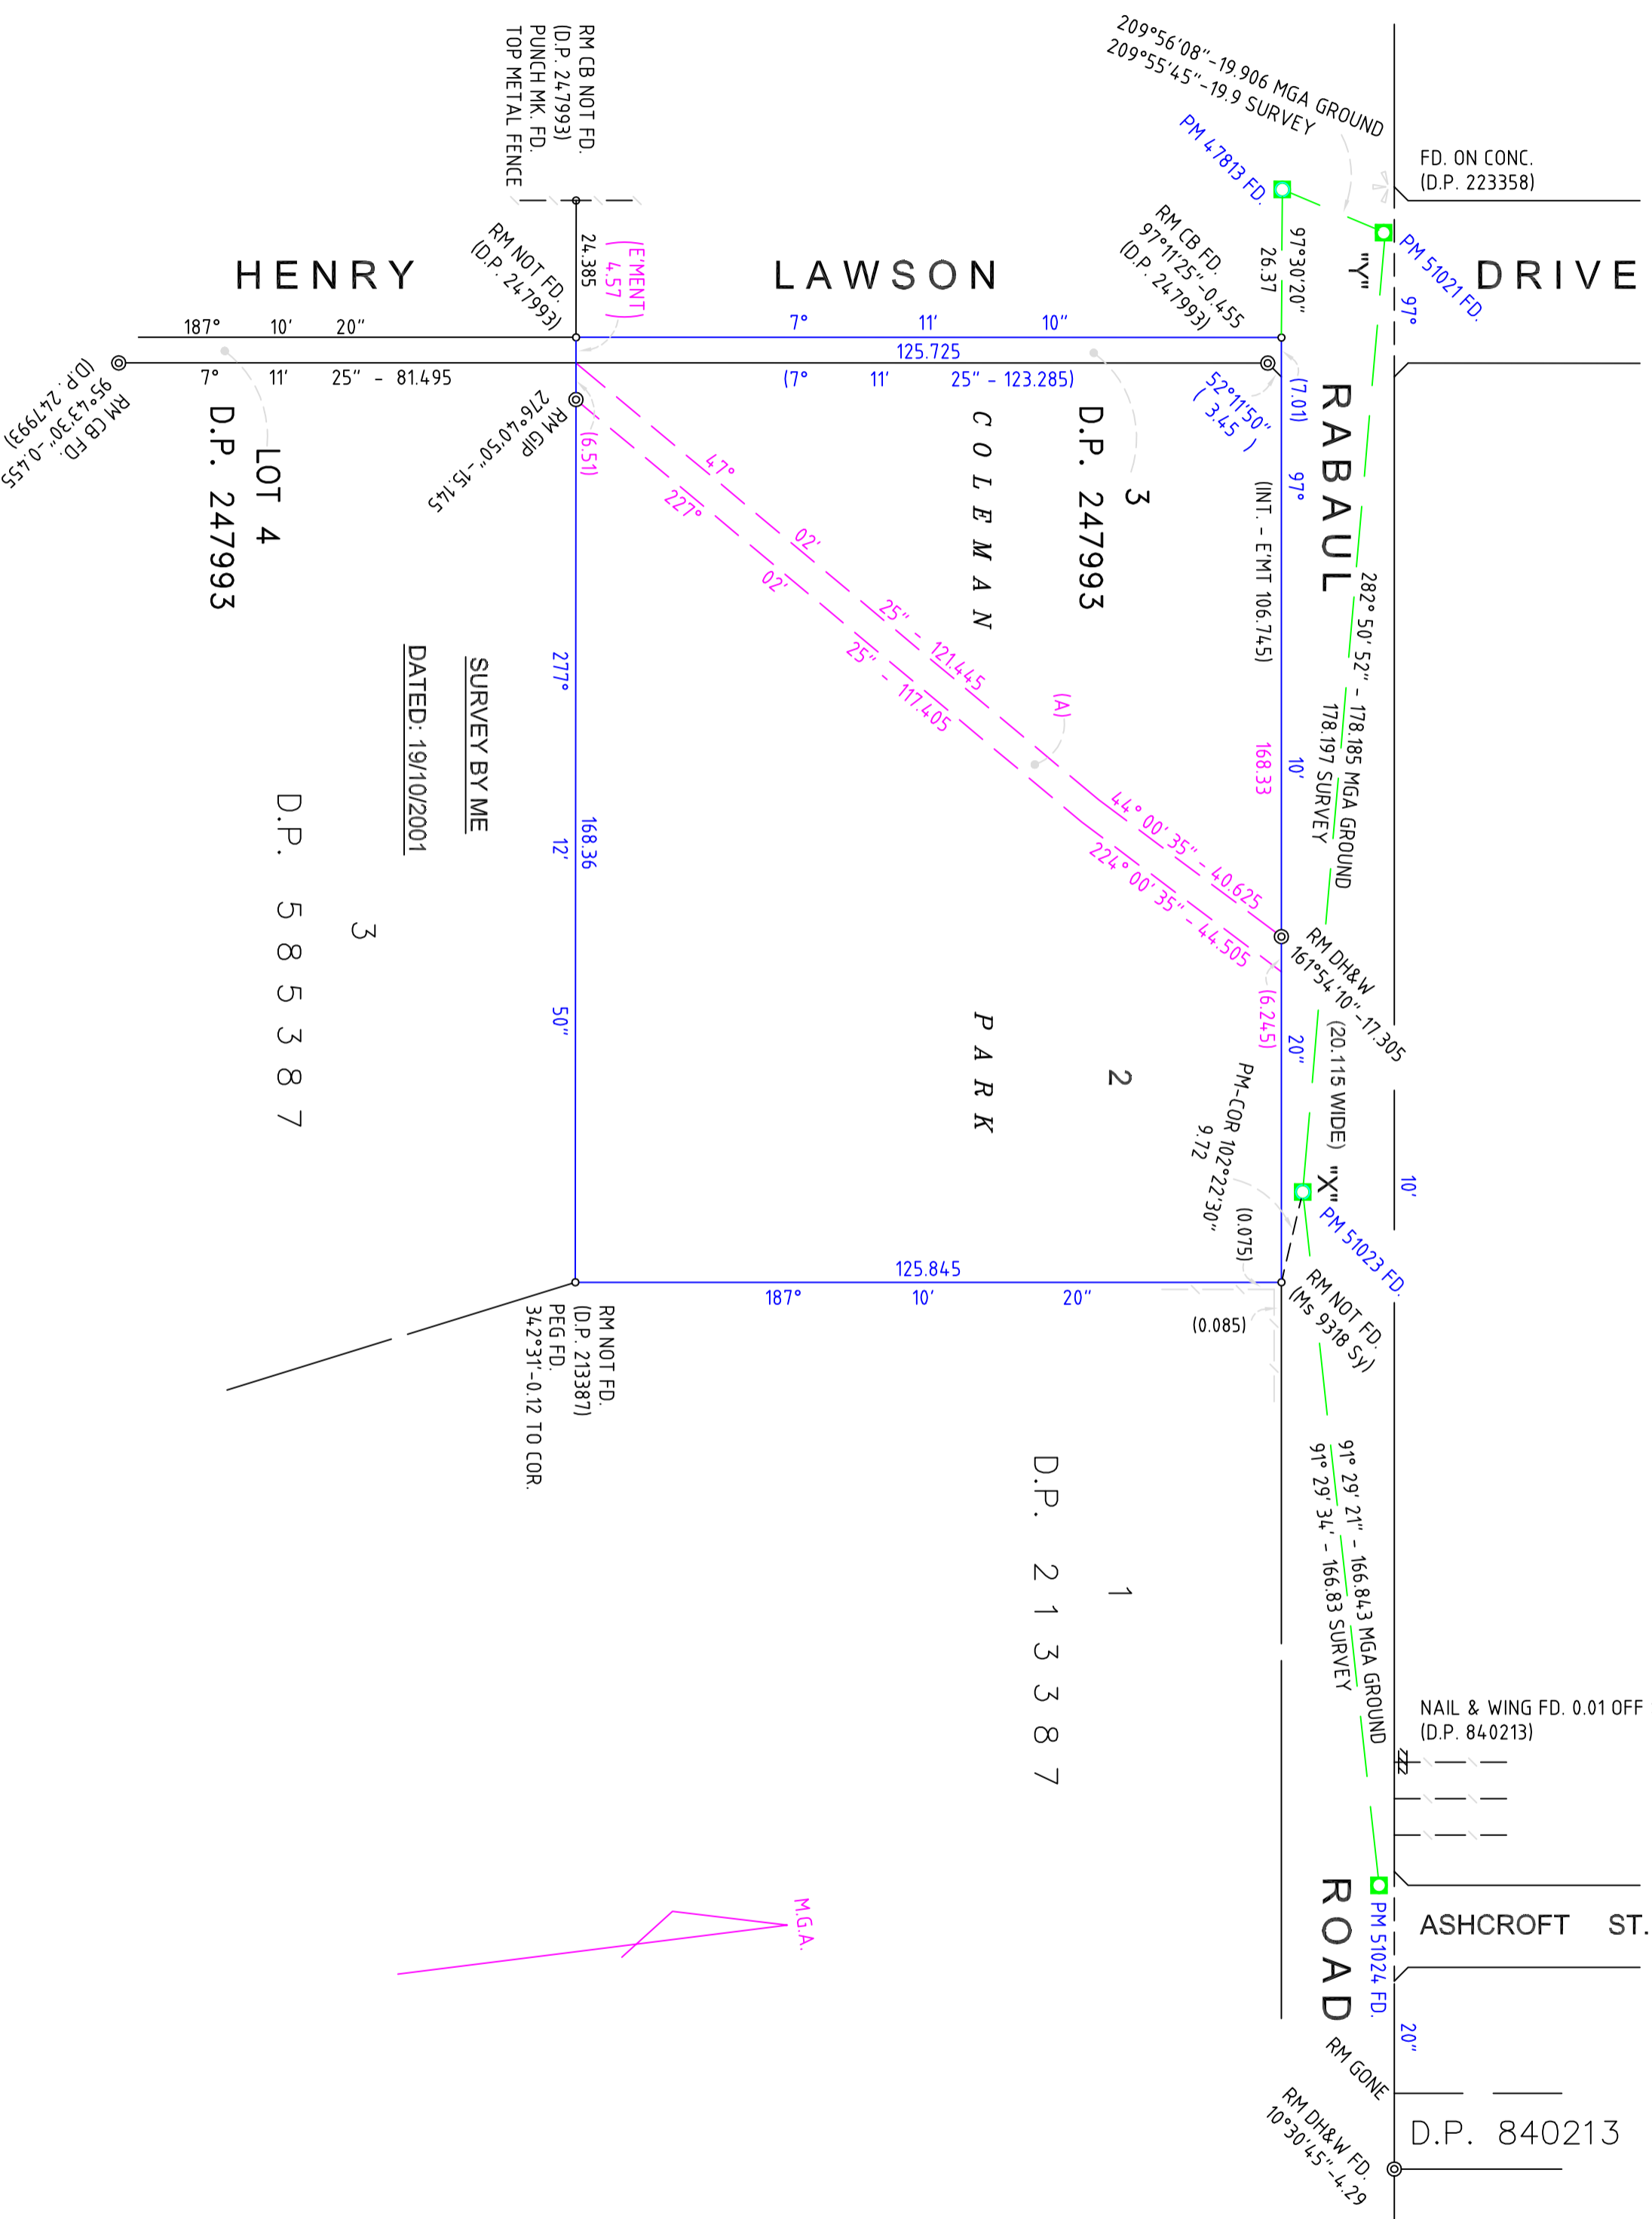 209°56'08"-19.906 MGA GROUND
209°55'45"-19.9 SURVEY
PM 47813 FD.
FD. ON CONC.
(D.P. 223358)
PM 51021 FD.
"Y"
97°
HENRY LAWSON DRIVE
RM CB NOT FD.
(D.P. 247993)
PUNCH MK. FD.
TOP METAL FENCE
24.385
(E'MENT)
( 4.57 )
RM NOT FD.
(D.P. 247993)
RM CB FD.
97°11'25"-0.455
(D.P. 247993)
97°30'20"
26.37
187° 10' 20"
7° 11' 10"
125.725
7° 11' 25" - 81.495
(7° 11' 25" - 123.285)
52°11'50"
( 3.45 )
(7.01)
RM CB FD.
95°43'30"-0.455
(D.P. 247993)
LOT 4
D.P. 247993
RM GIP
276°40'50"-15.145
(6.51)
3
D.P. 247993
COLEMAN
PARK
47° 02' 25" - 121.445
227° 02' 25" - 117.405
(A)
44° 00' 35" - 40.625
224° 00' 35" - 44.505
97° 10' 20"
(INT. - E'MT 106.745)
168.33
RABAUL ROAD
282° 50' 52" - 178.185 MGA GROUND
178.197 SURVEY
RM DH&W
161°54'10"-17.305
(6.245)
(20.115 WIDE)
"X"
PM 51023 FD.
10'
PM-COR 102°22'30"
9.72
(0.075)
(0.085)
RM NOT FD.
(Ms 9318 Sy)
2
SURVEY BY ME
DATED: 19/10/2001
277° 12' 50"
168.36
3
D.P. 585387
125.845
187° 10' 20"
RM NOT FD.
(D.P. 213387)
PEG FD.
342°31'-0.12 TO COR.
1
D.P. 213387
91° 29' 21" - 166.843 MGA GROUND
91° 29' 34' - 166.83 SURVEY
NAIL & WING FD. 0.01 OFF
(D.P. 840213)
M.G.A.
PM 51024 FD.
ASHCROFT ST.
20"
RM GONE
RM DH&W FD.
10°30'45"-4.29
D.P. 840213